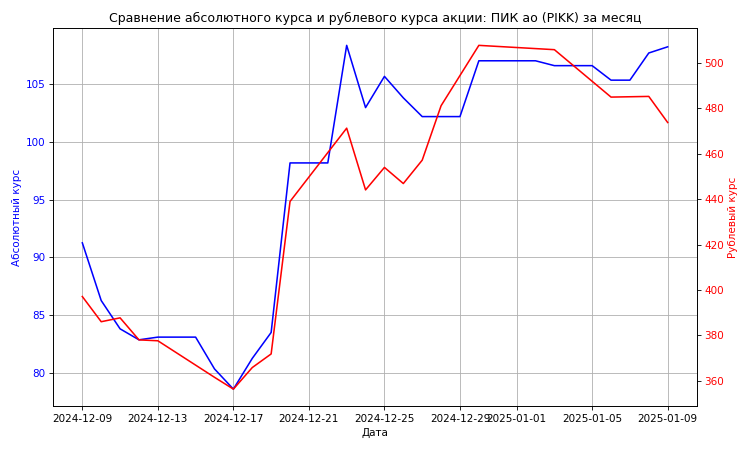 Сравнение абсолютного курса и рублевого курса акции: ПИК ао (PIKK) за месяц
Абсолютный курс
105
100
95
90
85
80
500
480
460
440
420
400
380
360
Рублевый курс
2024-12-09 2024-12-13 2024-12-17 2024-12-21 2024-12-25 2024-12-29 2025-01-01 2025-01-05 2025-01-09
Дата